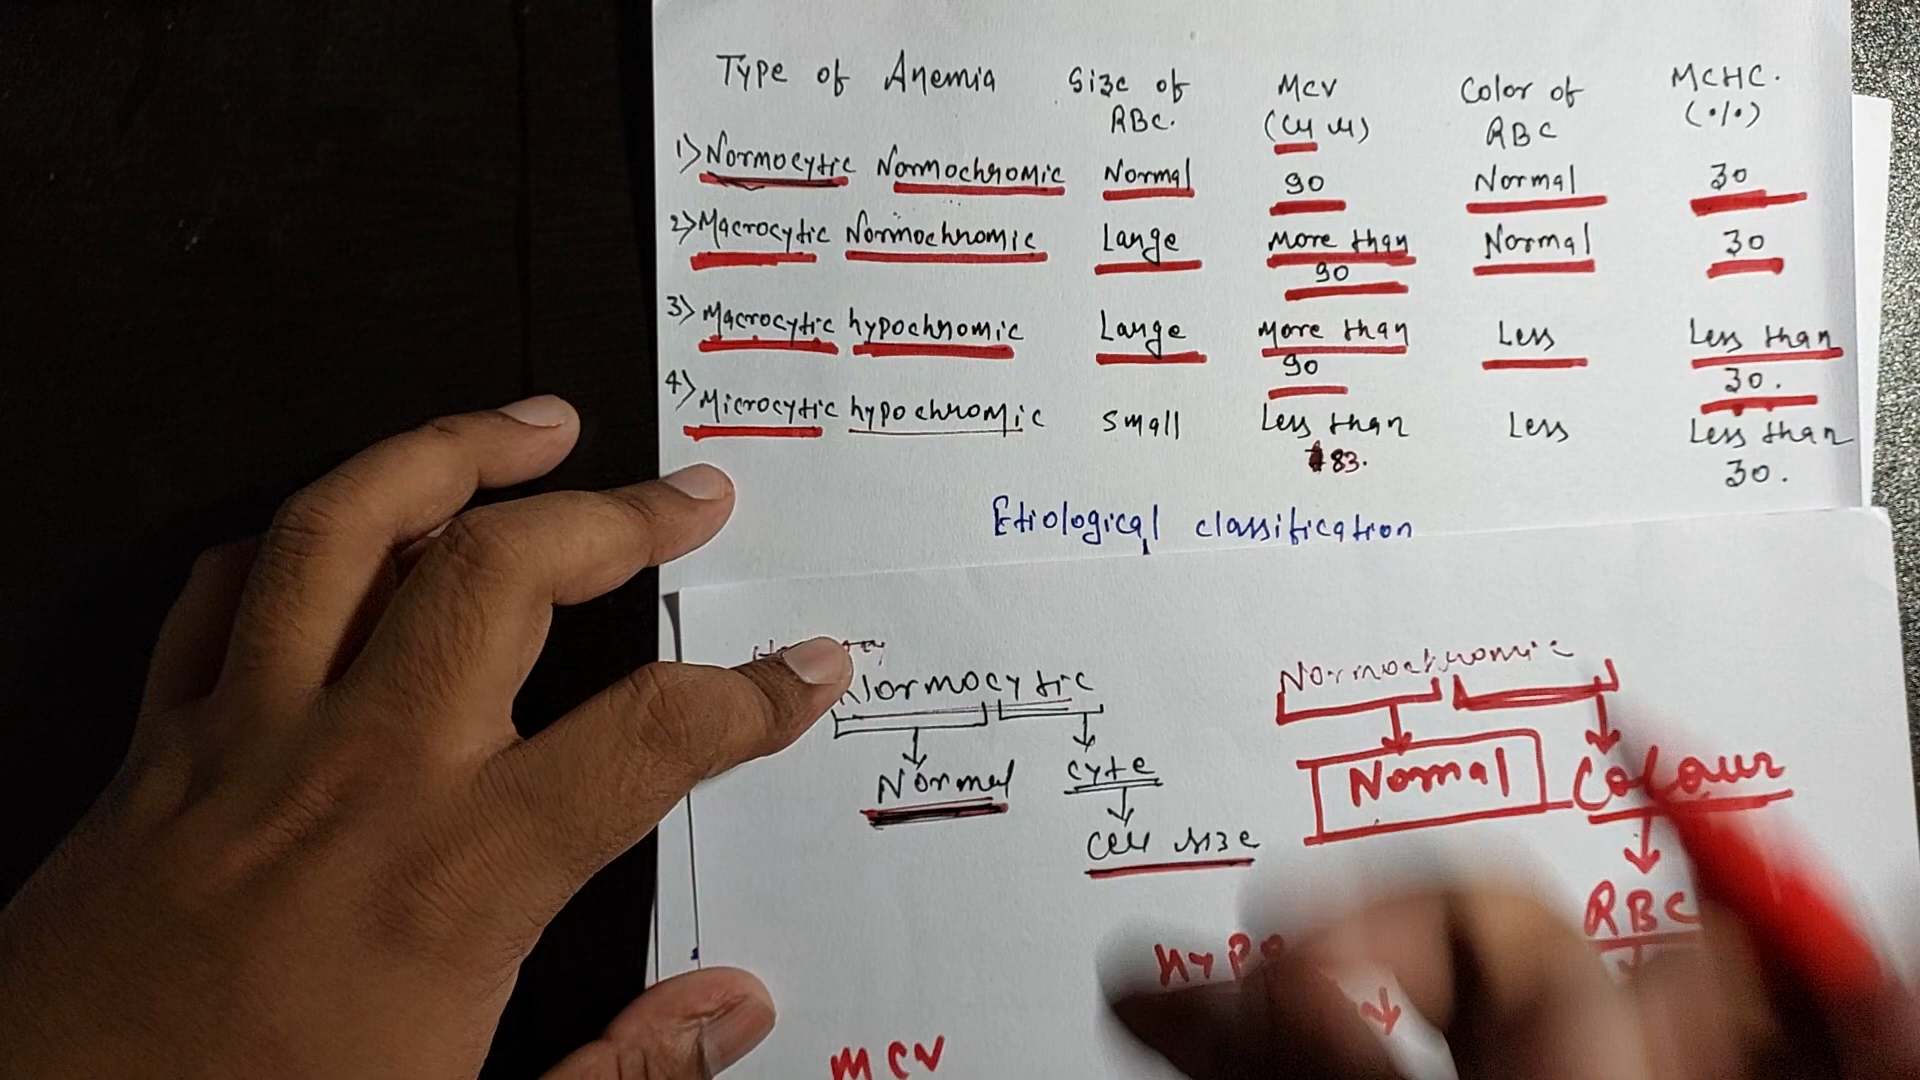 Type of Anemia Size of RBC. MCV (Cu µ) Color of RBC MCHC. (%)
1) Normocytic Normochromic Normal 90 Normal 30
2) Macrocytic Normochromic Large More than 90 Normal 30
3) Macrocytic hypochromic Large More than 90 Less Less than 30.
4) Microcytic hypochromic Small Less than 83. Less Less than 30.
Etiological classification
Normocytic Normochromic
Normal cyte Normal Colour
cell size
RBC
Hypo
MCV